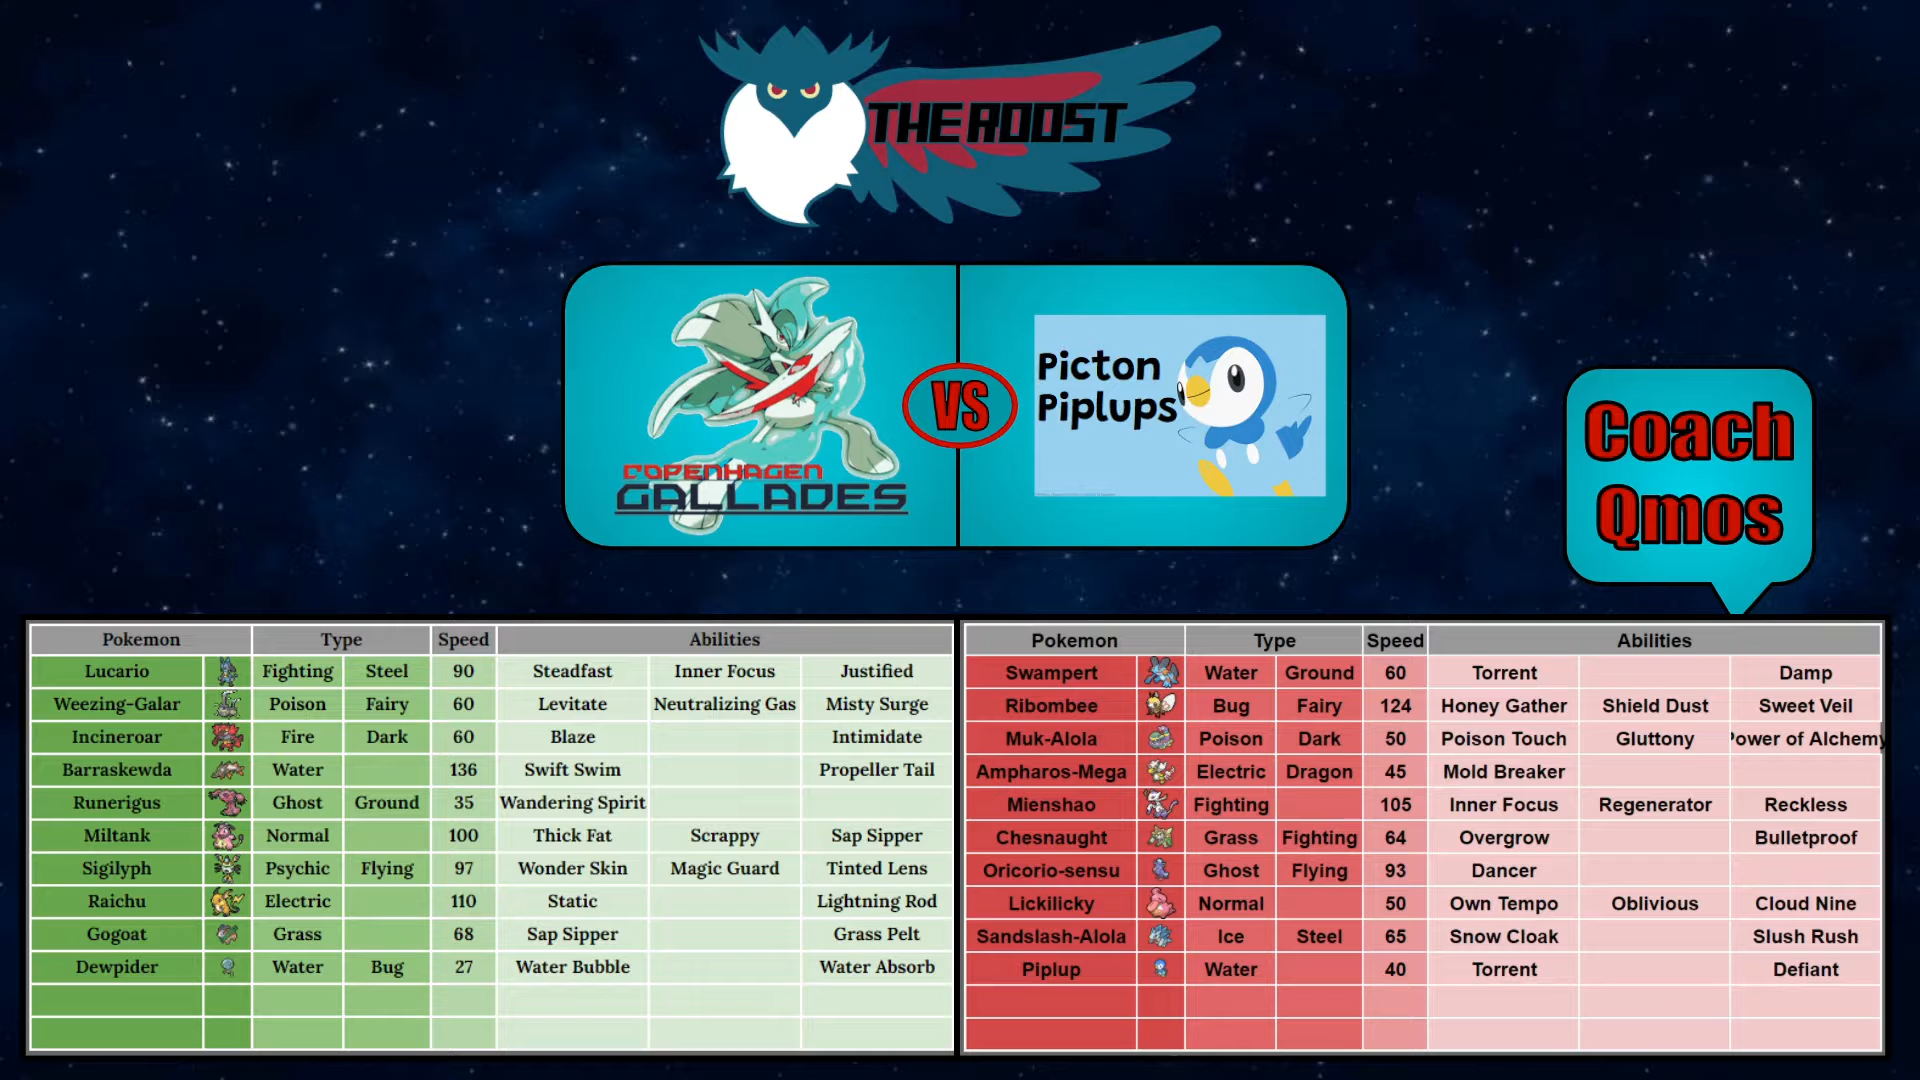 THE ROOST
COPENHAGEN
GALLADES
VS
Picton
Piplups
Coach
Qmos
Pokemon Type Speed Abilities
Lucario Fighting Steel 90 Steadfast Inner Focus Justified
Weezing-Galar Poison Fairy 60 Levitate Neutralizing Gas Misty Surge
Incineroar Fire Dark 60 Blaze Intimidate
Barraskewda Water 136 Swift Swim Propeller Tail
Runerigus Ghost Ground 35 Wandering Spirit
Miltank Normal 100 Thick Fat Scrappy Sap Sipper
Sigilyph Psychic Flying 97 Wonder Skin Magic Guard Tinted Lens
Raichu Electric 110 Static Lightning Rod
Gogoat Grass 68 Sap Sipper Grass Pelt
Dewpider Water Bug 27 Water Bubble Water Absorb
Pokemon Type Speed Abilities
Swampert Water Ground 60 Torrent Damp
Ribombee Bug Fairy 124 Honey Gather Shield Dust Sweet Veil
Muk-Alola Poison Dark 50 Poison Touch Gluttony Power of Alchemy
Ampharos-Mega Electric Dragon 45 Mold Breaker
Mienshao Fighting 105 Inner Focus Regenerator Reckless
Chesnaught Grass Fighting 64 Overgrow Bulletproof
Oricorio-sensu Ghost Flying 93 Dancer
Lickilicky Normal 50 Own Tempo Oblivious Cloud Nine
Sandslash-Alola Ice Steel 65 Snow Cloak Slush Rush
Piplup Water 40 Torrent Defiant